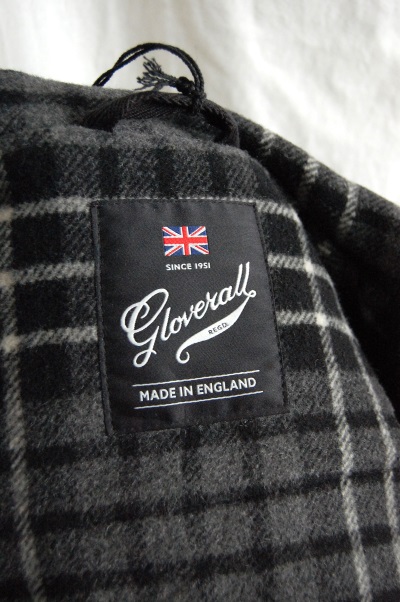 SINCE 1951
Gloverall
REGD.
MADE IN ENGLAND